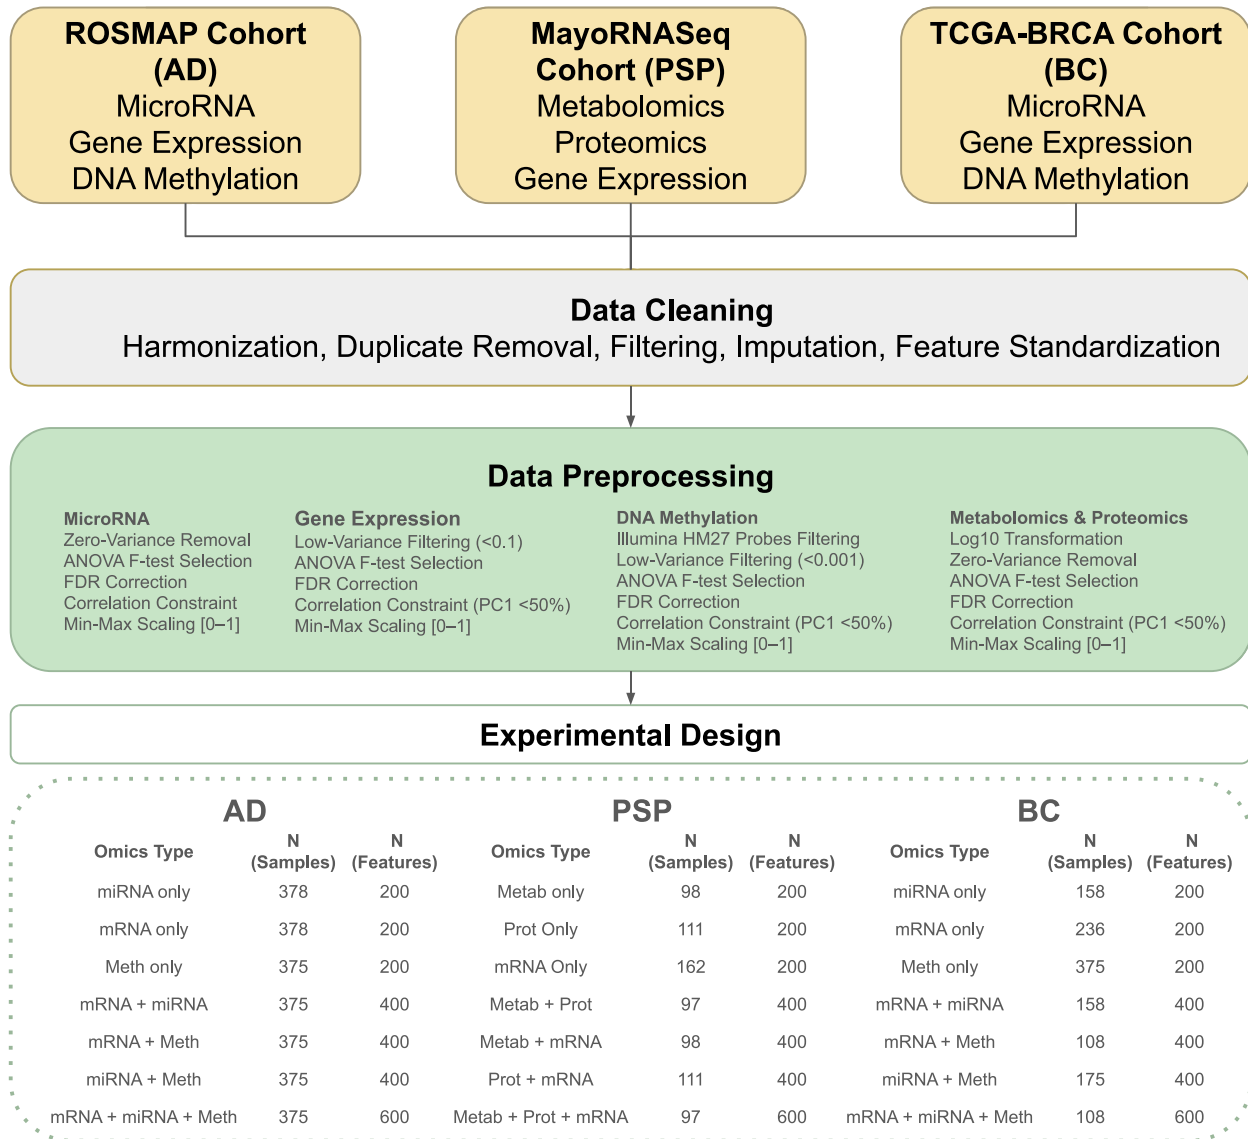 ROSMAP Cohort
(AD)
MicroRNA
Gene Expression
DNA Methylation
MayoRNASeq
Cohort (PSP)
Metabolomics
Proteomics
Gene Expression
TCGA-BRCA Cohort
(BC)
MicroRNA
Gene Expression
DNA Methylation
Data Cleaning
Harmonization, Duplicate Removal, Filtering, Imputation, Feature Standardization
Data Preprocessing
MicroRNA
Zero-Variance Removal
ANOVA F-test Selection
FDR Correction
Correlation Constraint
Min-Max Scaling [0–1]
Gene Expression
Low-Variance Filtering (<0.1)
ANOVA F-test Selection
FDR Correction
Correlation Constraint (PC1 <50%)
Min-Max Scaling [0–1]
DNA Methylation
Illumina HM27 Probes Filtering
Low-Variance Filtering (<0.001)
ANOVA F-test Selection
FDR Correction
Correlation Constraint (PC1 <50%)
Min-Max Scaling [0–1]
Metabolomics & Proteomics
Log10 Transformation
Zero-Variance Removal
ANOVA F-test Selection
FDR Correction
Correlation Constraint (PC1 <50%)
Min-Max Scaling [0–1]
Experimental Design
AD
Omics Type N (Samples) N (Features)
miRNA only 378 200
mRNA only 378 200
Meth only 375 200
mRNA + miRNA 375 400
mRNA + Meth 375 400
miRNA + Meth 375 400
mRNA + miRNA + Meth 375 600
PSP
Omics Type N (Samples) N (Features)
Metab only 98 200
Prot Only 111 200
mRNA Only 162 200
Metab + Prot 97 400
Metab + mRNA 98 400
Prot + mRNA 111 400
Metab + Prot + mRNA 97 600
BC
Omics Type N (Samples) N (Features)
miRNA only 158 200
mRNA only 236 200
Meth only 375 200
mRNA + miRNA 158 400
mRNA + Meth 108 400
miRNA + Meth 175 400
mRNA + miRNA + Meth 108 600